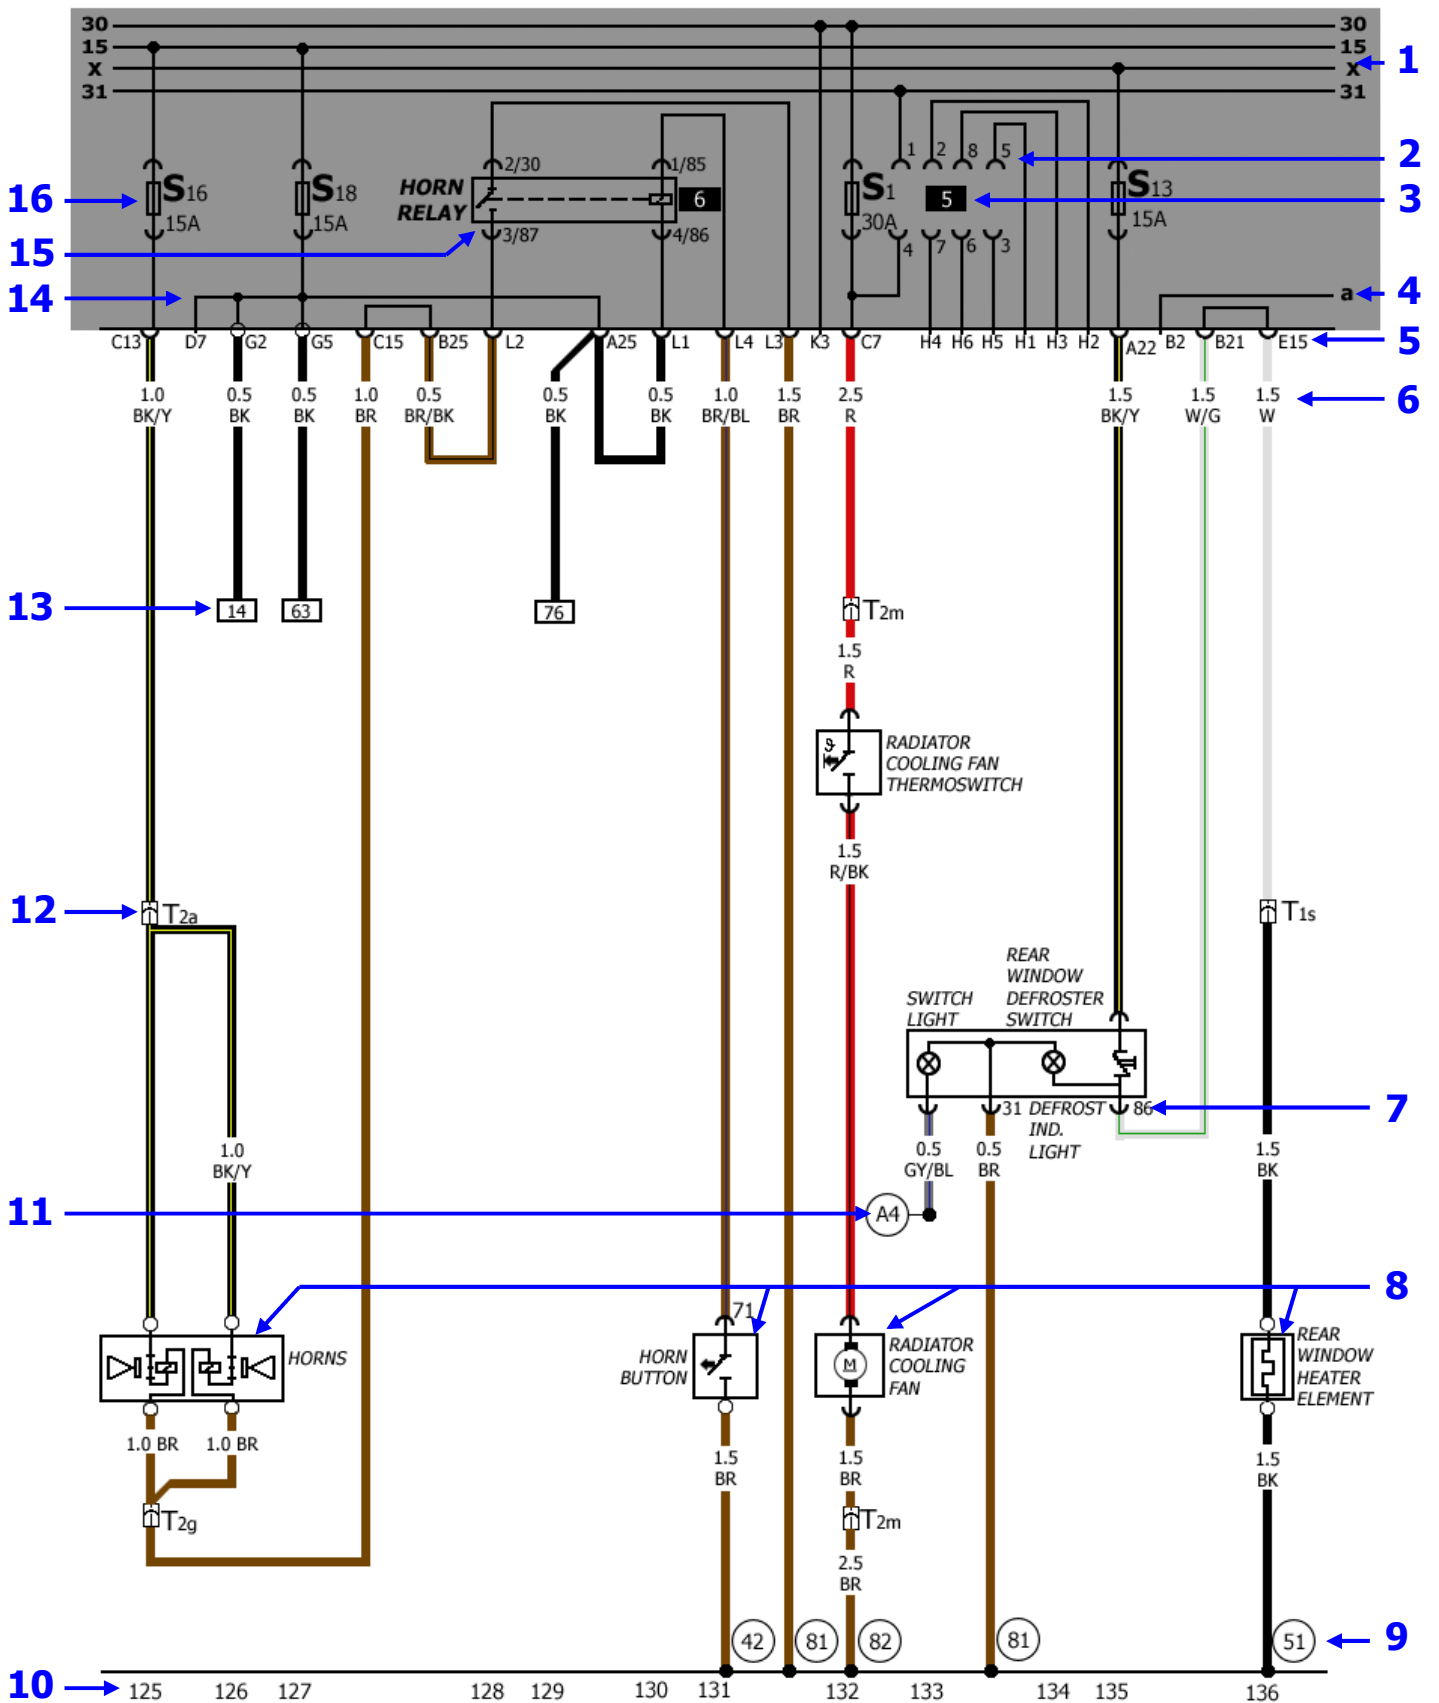 30 30
15 15
X X 1
31 31
1 2 8 5 2
2/30 1/85
HORN RELAY
6
S16 15A
S18 15A
S1 30A
5
S13 15A
16
3
15
3/87 4/86
4 7 6 3
14
a 4
C13 D7 G2 G5 C15 B25 L2 A25 L1 L4 L3 K3 C7 H4 H6 H5 H1 H3 H2 A22 B2 B21 E15 5
1.0 0.5 0.5 1.0 0.5 0.5 0.5 1.0 1.5 2.5 1.5 1.5 1.5 6
BK/Y BK BK BR BR/BK BK BK BR/BL BR R BK/Y W/G W
13 14 63 76 T2m
1.5
R
RADIATOR
COOLING FAN
THERMOSWITCH
1.5
R/BK
12 T2a T1s
REAR
WINDOW
DEFROSTER
SWITCH
SWITCH
LIGHT
31 DEFROST
IND.
LIGHT
86 7
1.0
BK/Y
0.5
GY/BL
0.5
BR
1.5
BK
11 A4
8
71
HORNS
HORN
BUTTON
M
RADIATOR
COOLING
FAN
REAR
WINDOW
HEATER
ELEMENT
1.0 BR 1.0 BR
1.5
BR
1.5
BR
1.5
BK
T2g T2m
2.5
BR
42 81 82 81 51 9
10 125 126 127 128 129 130 131 132 133 134 135 136